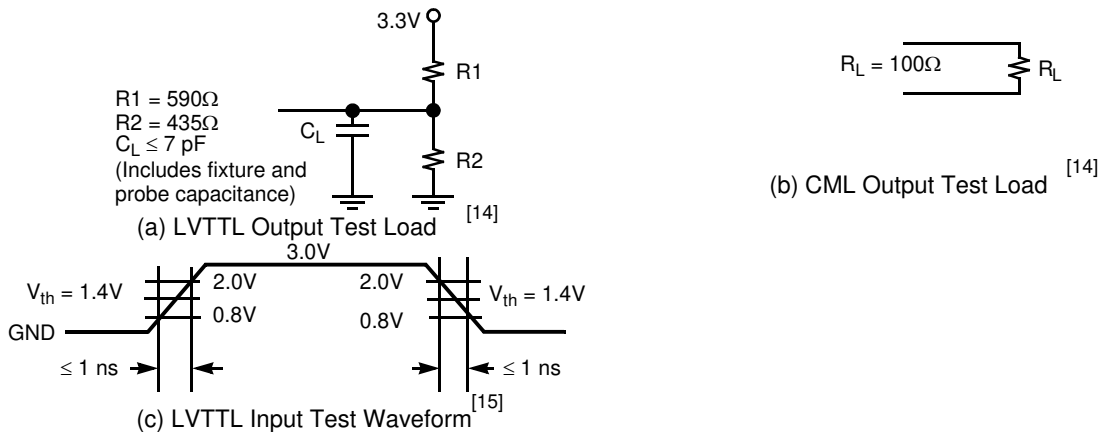 3.3V
R1
R1 = 590Ω
R2 = 435Ω
C_L ≤ 7 pF
(Includes fixture and
probe capacitance)
C_L
R2
(a) LVTTL Output Test Load [14]
R_L = 100Ω
R_L
(b) CML Output Test Load [14]
3.0V
V_th = 1.4V
2.0V
0.8V
GND
2.0V
0.8V
V_th = 1.4V
≤ 1 ns
≤ 1 ns
(c) LVTTL Input Test Waveform [15]